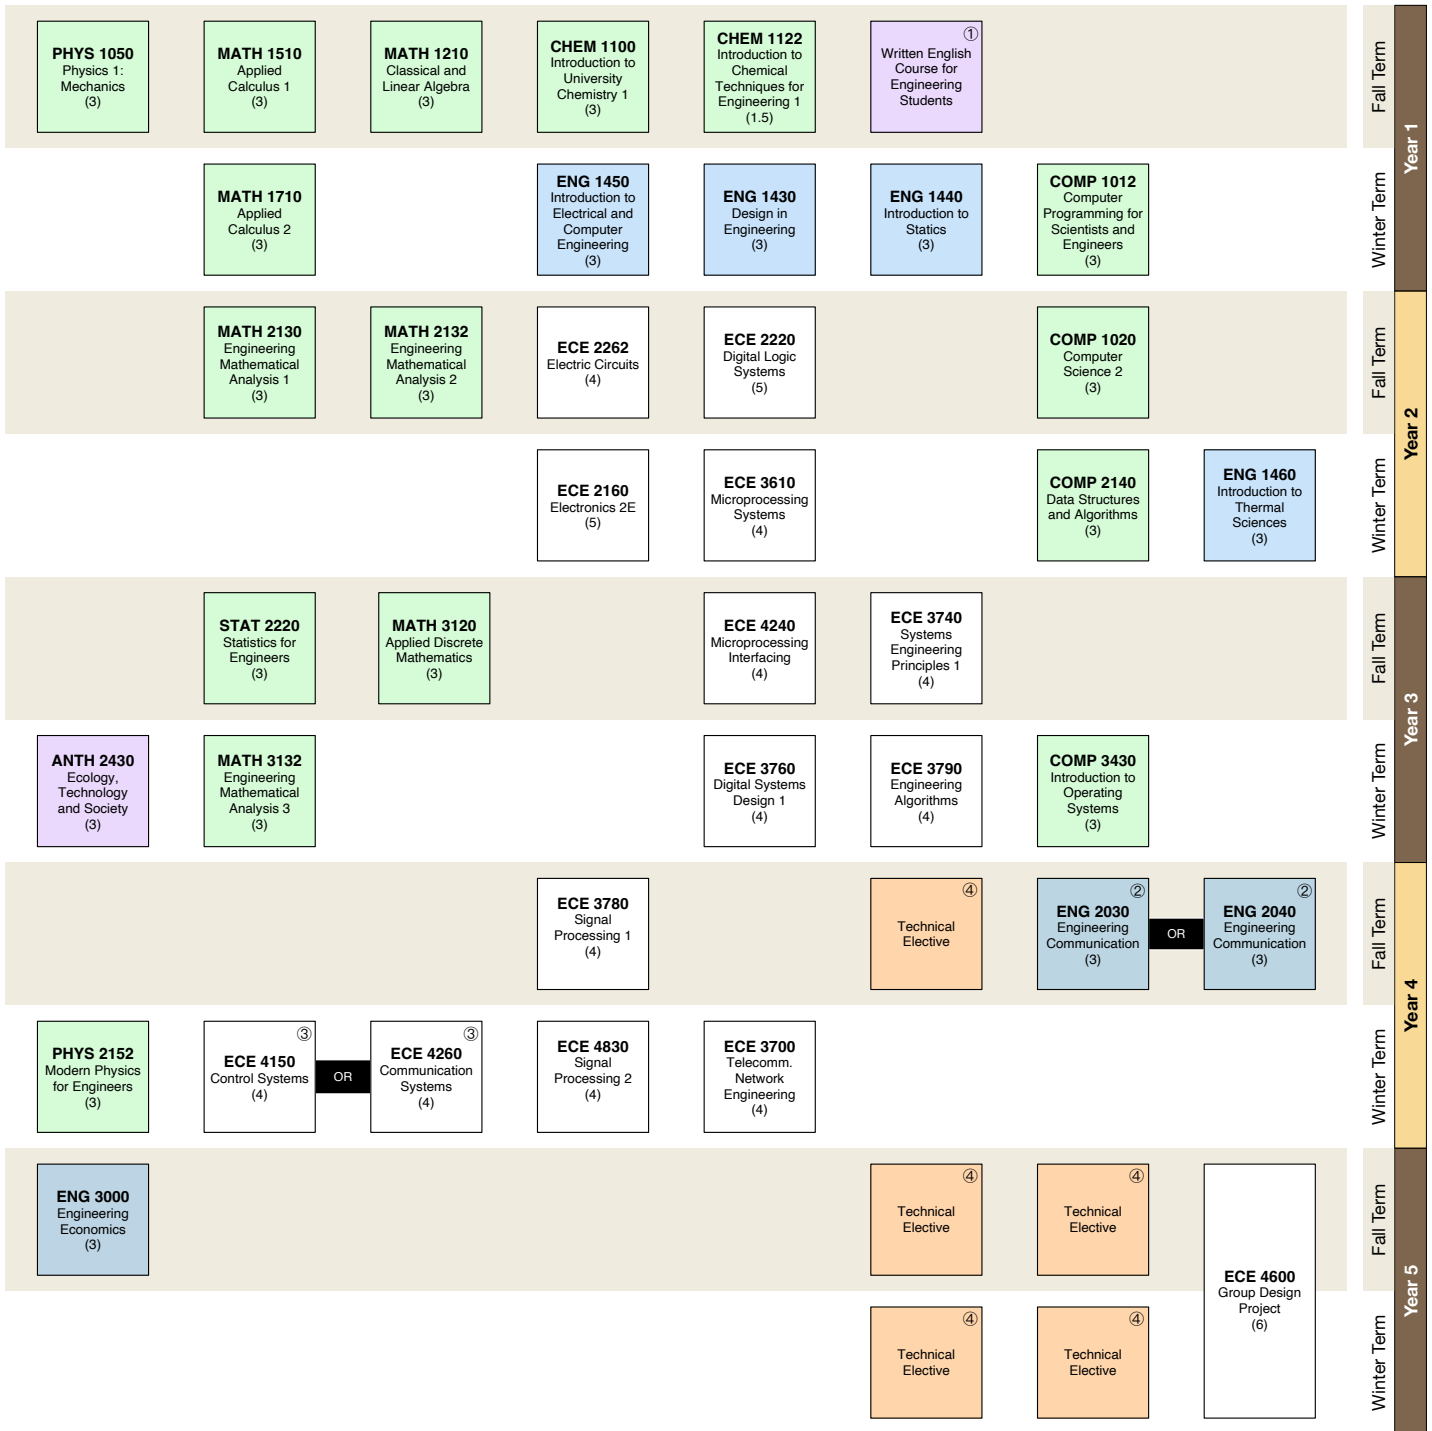 PHYS 1050
Physics 1:
Mechanics
(3)
MATH 1510
Applied
Calculus 1
(3)
MATH 1210
Classical and
Linear Algebra
(3)
CHEM 1100
Introduction to
University
Chemistry 1
(3)
CHEM 1122
Introduction to
Chemical
Techniques for
Engineering 1
(1.5)
①
Written English
Course for
Engineering
Students
Fall Term
Year 1
MATH 1710
Applied
Calculus 2
(3)
ENG 1450
Introduction to
Electrical and
Computer
Engineering
(3)
ENG 1430
Design in
Engineering
(3)
ENG 1440
Introduction to
Statics
(3)
COMP 1012
Computer
Programming for
Scientists and
Engineers
(3)
Winter Term
MATH 2130
Engineering
Mathematical
Analysis 1
(3)
MATH 2132
Engineering
Mathematical
Analysis 2
(3)
ECE 2262
Electric Circuits
(4)
ECE 2220
Digital Logic
Systems
(5)
COMP 1020
Computer
Science 2
(3)
Fall Term
Year 2
ECE 2160
Electronics 2E
(5)
ECE 3610
Microprocessing
Systems
(4)
COMP 2140
Data Structures
and Algorithms
(3)
ENG 1460
Introduction to
Thermal
Sciences
(3)
Winter Term
STAT 2220
Statistics for
Engineers
(3)
MATH 3120
Applied Discrete
Mathematics
(3)
ECE 4240
Microprocessing
Interfacing
(4)
ECE 3740
Systems
Engineering
Principles 1
(4)
Fall Term
Year 3
ANTH 2430
Ecology,
Technology
and Society
(3)
MATH 3132
Engineering
Mathematical
Analysis 3
(3)
ECE 3760
Digital Systems
Design 1
(4)
ECE 3790
Engineering
Algorithms
(4)
COMP 3430
Introduction to
Operating
Systems
(3)
Winter Term
ECE 3780
Signal
Processing 1
(4)
④
Technical
Elective
②
ENG 2030
Engineering
Communication
(3)
OR
②
ENG 2040
Engineering
Communication
(3)
Fall Term
Year 4
PHYS 2152
Modern Physics
for Engineers
(3)
③
ECE 4150
Control Systems
(4)
OR
③
ECE 4260
Communication
Systems
(4)
ECE 4830
Signal
Processing 2
(4)
ECE 3700
Telecomm.
Network
Engineering
(4)
Winter Term
ENG 3000
Engineering
Economics
(3)
④
Technical
Elective
④
Technical
Elective
ECE 4600
Group Design
Project
(6)
Fall Term
Year 5
④
Technical
Elective
④
Technical
Elective
Winter Term